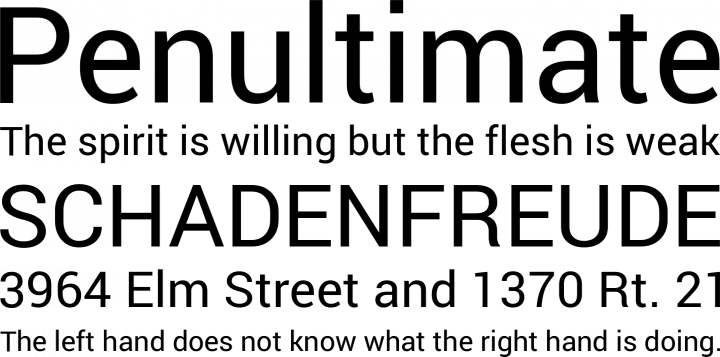 Penultimate
The spirit is willing but the flesh is weak
SCHADENFREUDE
3964 Elm Street and 1370 Rt. 21
The left hand does not know what the right hand is doing.